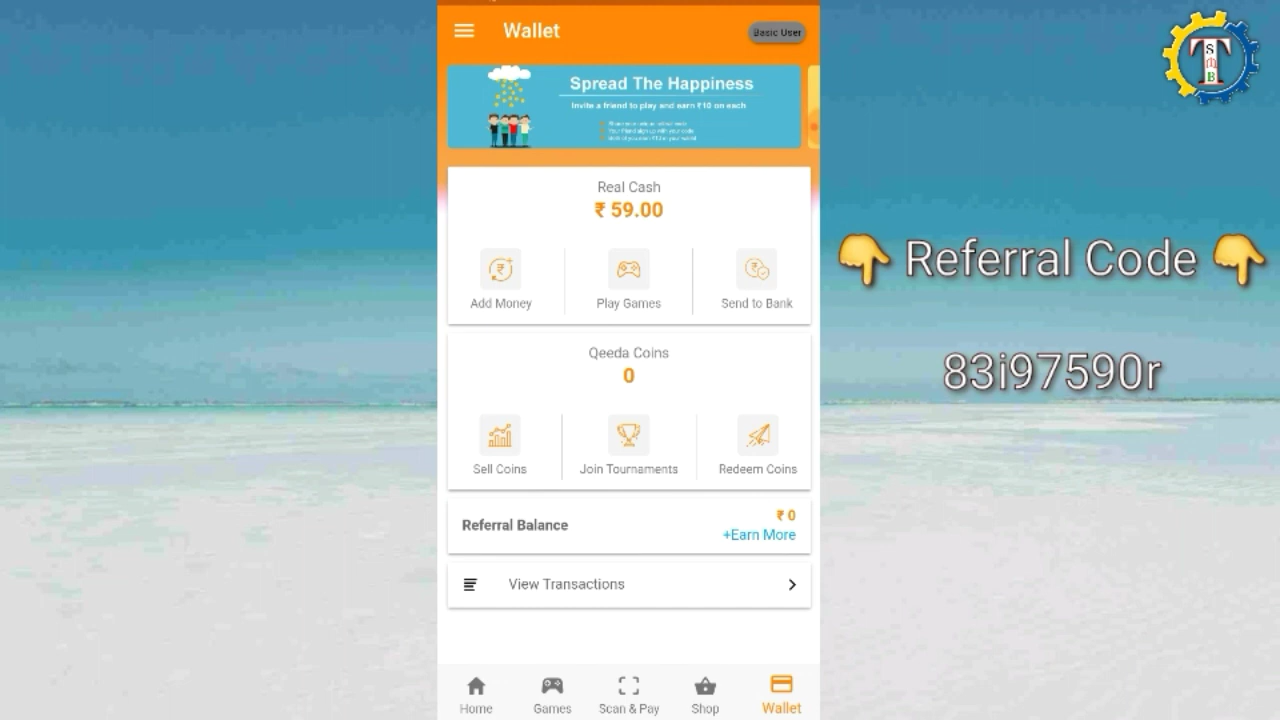 Wallet
Basic User
Spread The Happiness
Invite a friend to play and earn ₹10 on each
Real Cash
₹ 59.00
Add Money
Play Games
Send to Bank
Qeeda Coins
0
Sell Coins
Join Tournaments
Redeem Coins
Referral Balance
₹ 0
+Earn More
View Transactions
Home
Games
Scan & Pay
Shop
Wallet
👇 Referral Code 👇
83i97590r
T
S
B